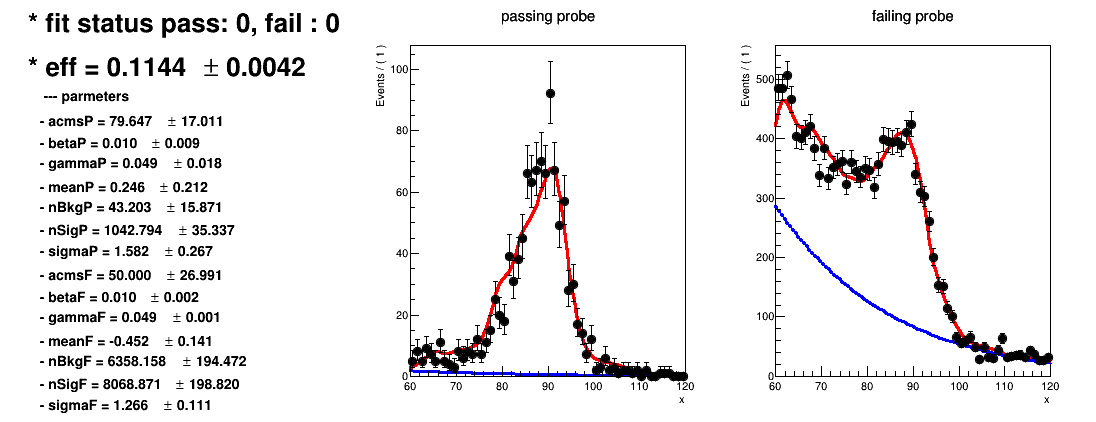 * fit status pass: 0, fail : 0
* eff = 0.1144 ± 0.0042
--- parmeters
- acmsP = 79.647 ± 17.011
- betaP = 0.010 ± 0.009
- gammaP = 0.049 ± 0.018
- meanP = 0.246 ± 0.212
- nBkgP = 43.203 ± 15.871
- nSigP = 1042.794 ± 35.337
- sigmaP = 1.582 ± 0.267
- acmsF = 50.000 ± 26.991
- betaF = 0.010 ± 0.002
- gammaF = 0.049 ± 0.001
- meanF = -0.452 ± 0.141
- nBkgF = 6358.158 ± 194.472
- nSigF = 8068.871 ± 198.820
- sigmaF = 1.266 ± 0.111
passing probe
Events / ( 1 )
100
80
60
40
20
0
60 70 80 90 100 110 120
x
failing probe
Events / ( 1 )
500
400
300
200
100
0
60 70 80 90 100 110 120
x